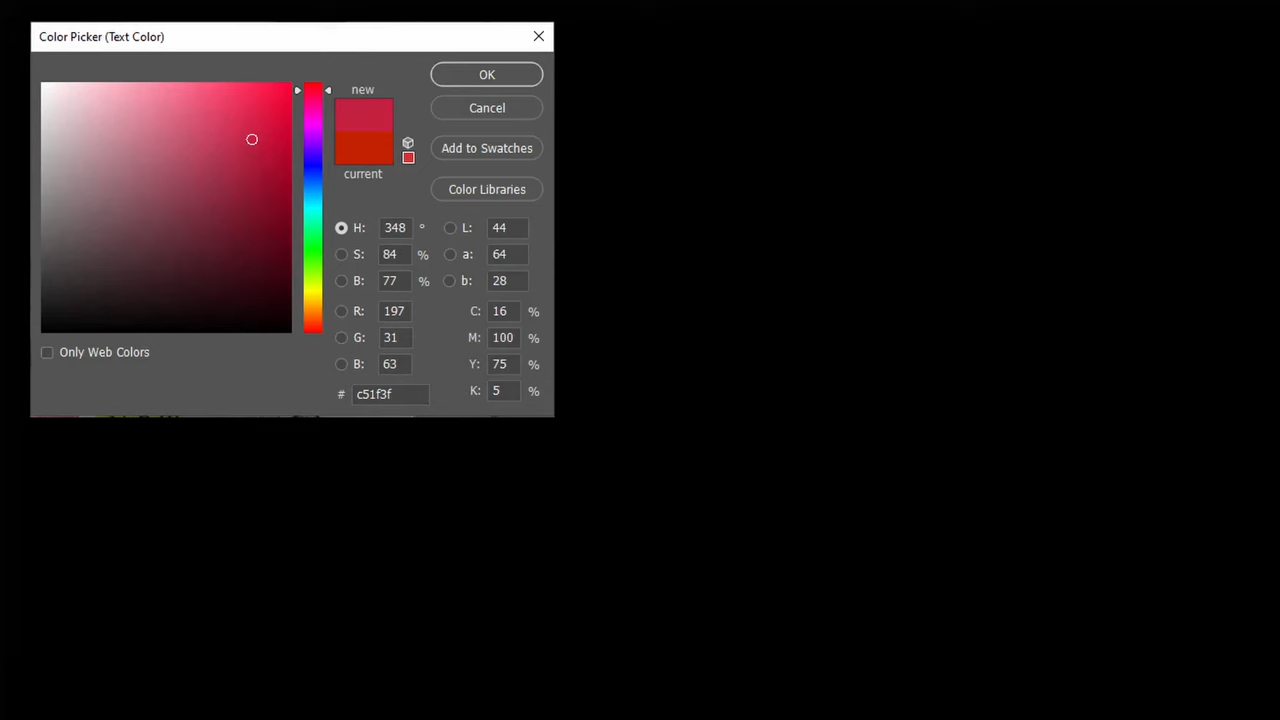 Color Picker (Text Color)
OK
new
Cancel
Add to Swatches
current
Color Libraries
H: 348 ° L: 44
S: 84 % a: 64
B: 77 % b: 28
R: 197 C: 16 %
G: 31 M: 100 %
Only Web Colors
B: 63 Y: 75 %
# c51f3f K: 5 %